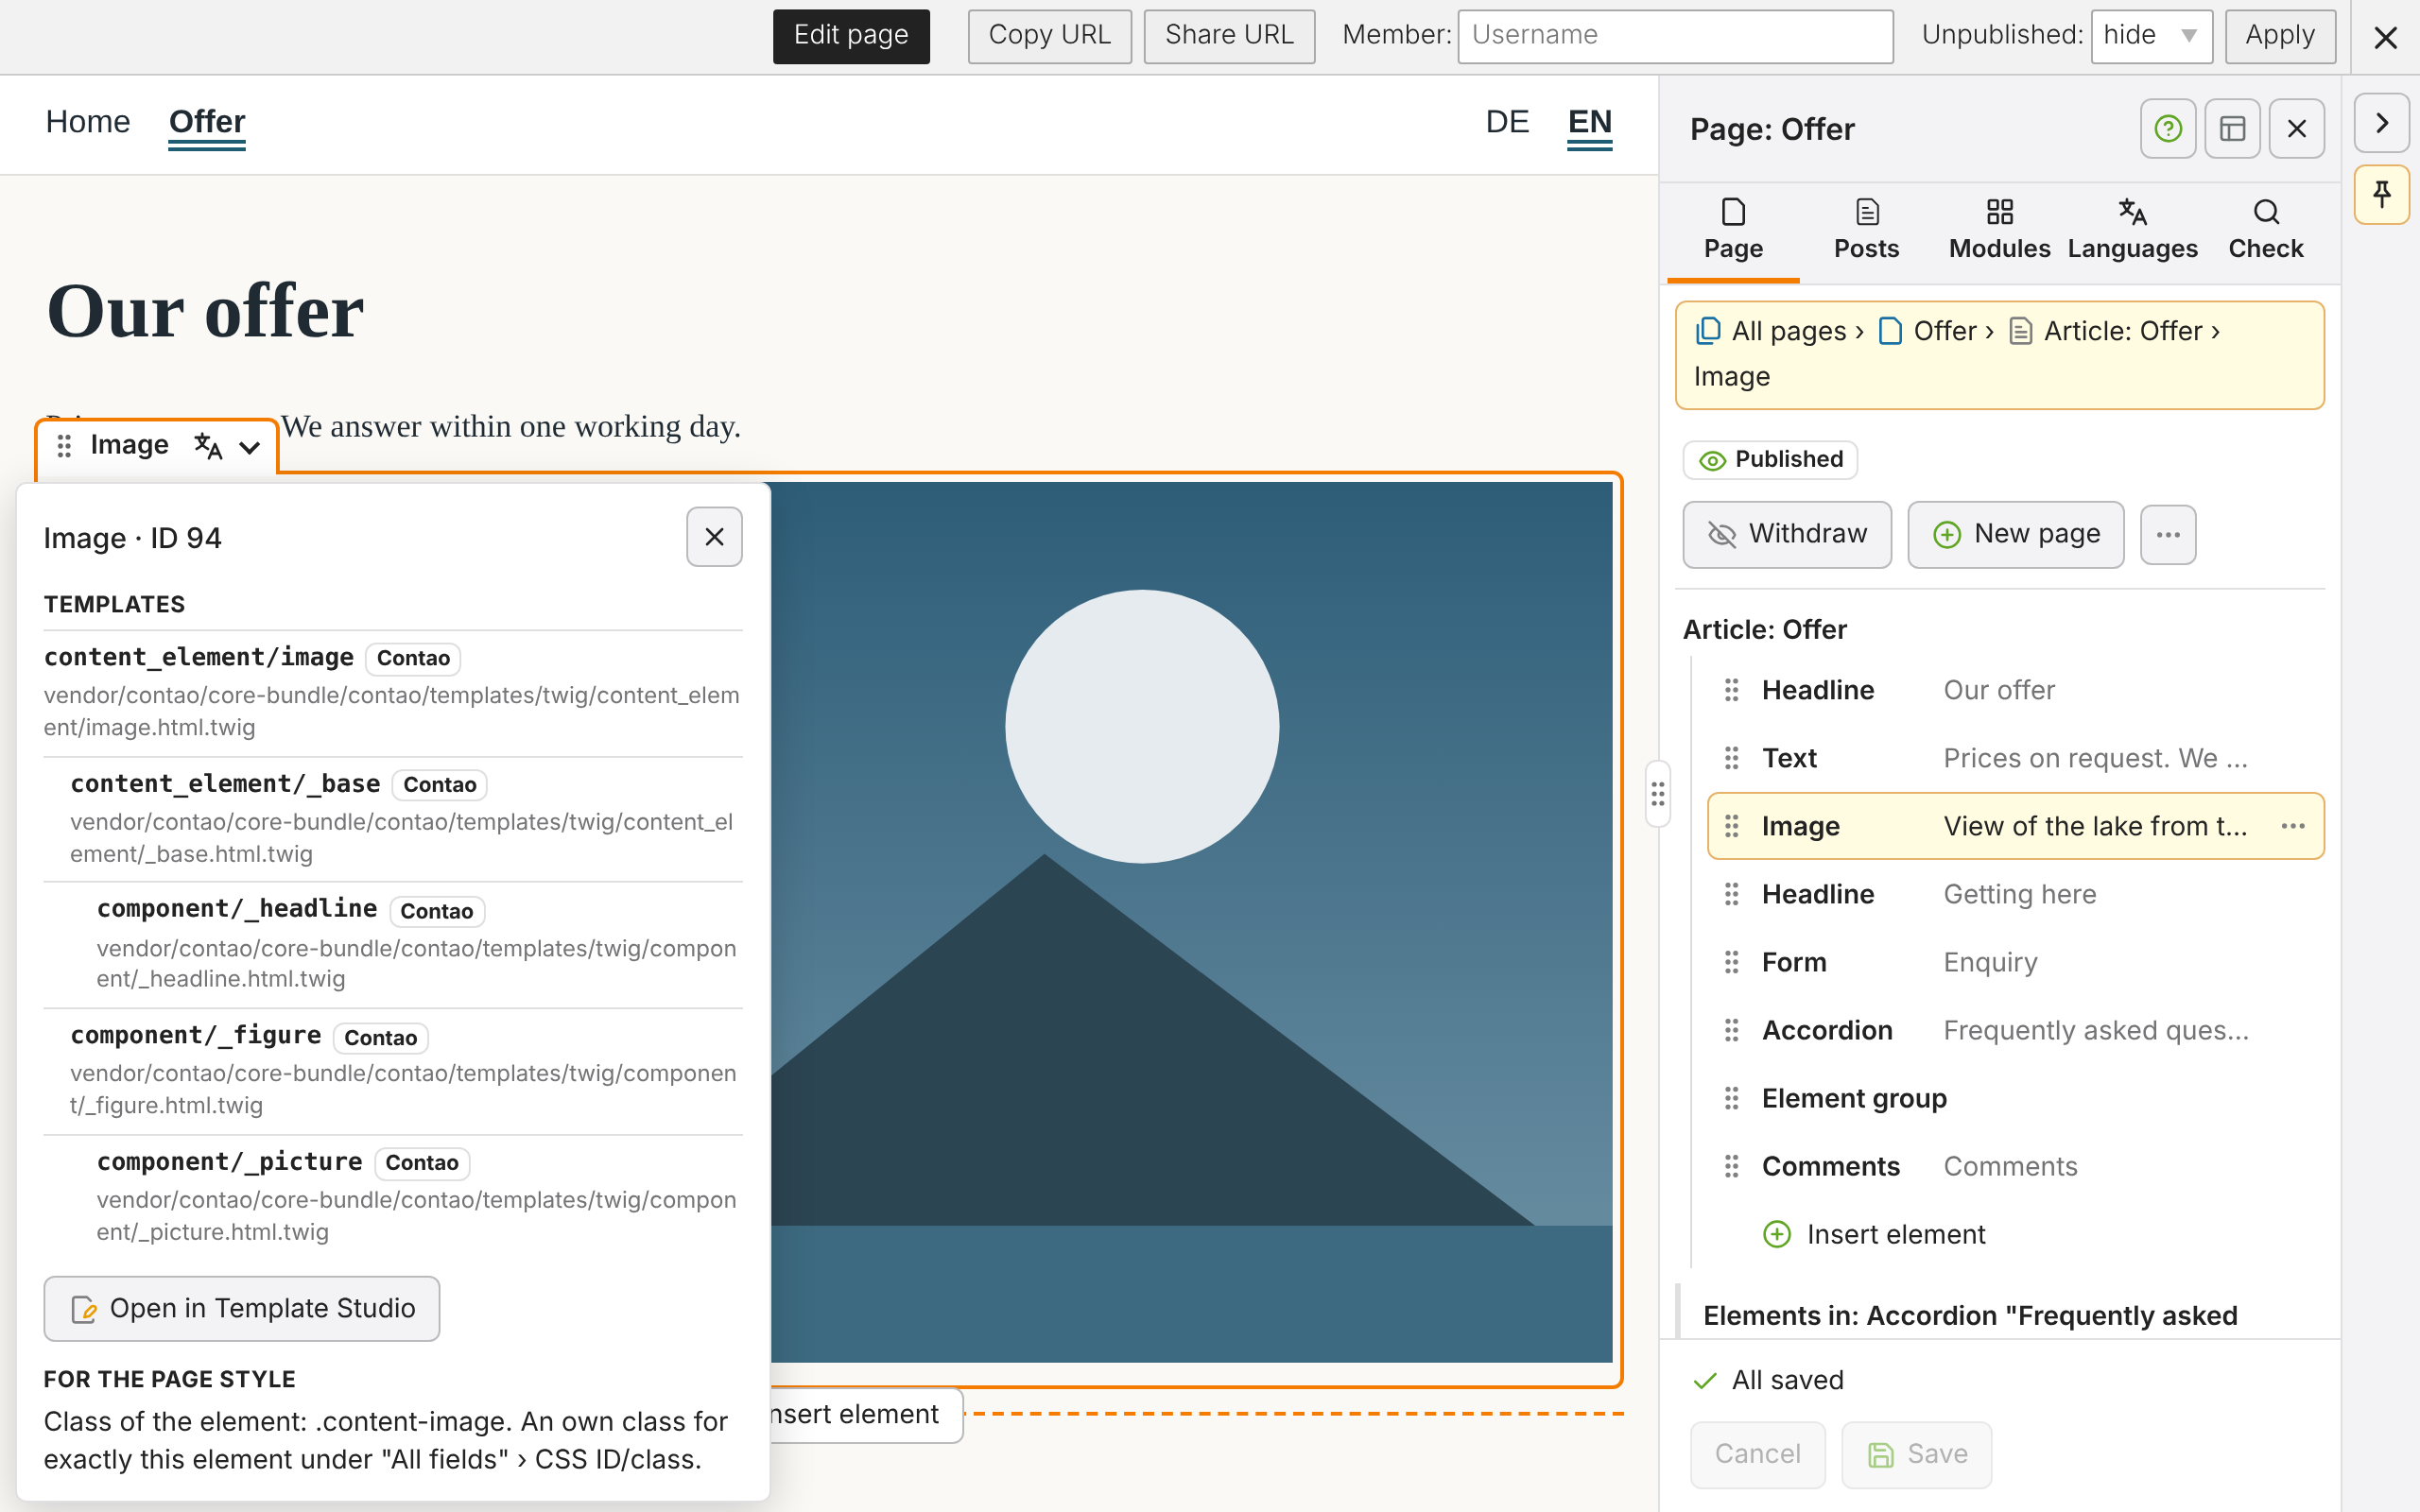 Edit page
Copy URL
Share URL
Member:
Username
Unpublished:
hide
Apply
Home
Offer
DE
EN
Our offer
We answer within one working day.
Image
Image · ID 94
TEMPLATES
content_element/image Contao
vendor/contao/core-bundle/contao/templates/twig/content_elem
ent/image.html.twig
content_element/_base Contao
vendor/contao/core-bundle/contao/templates/twig/content_el
ement/_base.html.twig
component/_headline Contao
vendor/contao/core-bundle/contao/templates/twig/compon
ent/_headline.html.twig
component/_figure Contao
vendor/contao/core-bundle/contao/templates/twig/componen
t/_figure.html.twig
component/_picture Contao
vendor/contao/core-bundle/contao/templates/twig/compon
ent/_picture.html.twig
Open in Template Studio
FOR THE PAGE STYLE
Class of the element: .content-image. An own class for
exactly this element under "All fields" › CSS ID/class.
nsert element
Page: Offer
Page
Posts
Modules
Languages
Check
All pages › Offer › Article: Offer ›
Image
Published
Withdraw
New page
Article: Offer
Headline Our offer
Text Prices on request. We ...
Image View of the lake from t...
Headline Getting here
Form Enquiry
Accordion Frequently asked ques...
Element group
Comments Comments
Insert element
Elements in: Accordion "Frequently asked
All saved
Cancel
Save